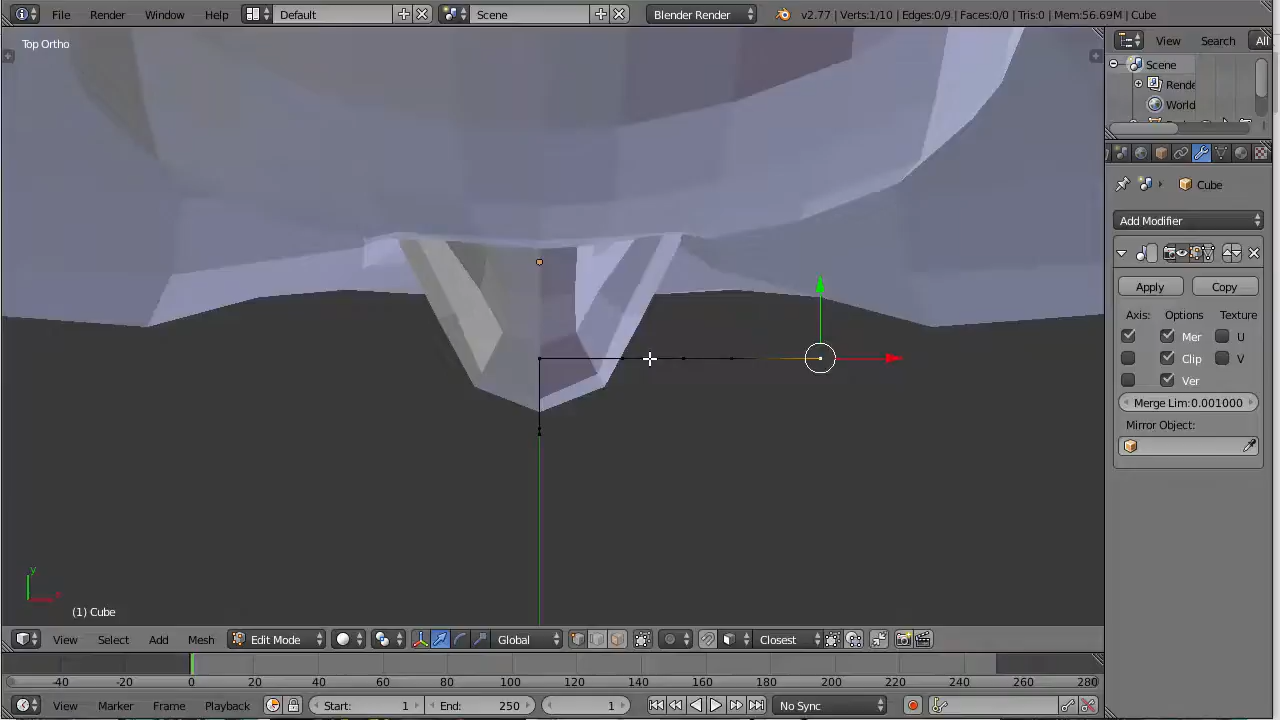 File Render Window Help Default Scene Blender Render v2.77 | Verts:1/10 | Edges:0/9 | Faces:0/0 | Tris:0 | Mem:56.69M | Cube
Top Ortho
View Search All
Scene
Rende
World
Cube
Add Modifier
Apply Copy
Axis: Options Texture
Mer U
Clip V
Ver
Merge Lim:0.001000
Mirror Object:
y
x
(1) Cube
View Select Add Mesh Edit Mode Global Closest
-40 -20 0 20 40 60 80 100 120 140 160 180 200 220 240 260 280
View Marker Frame Playback Start: 1 End: 250 1 No Sync